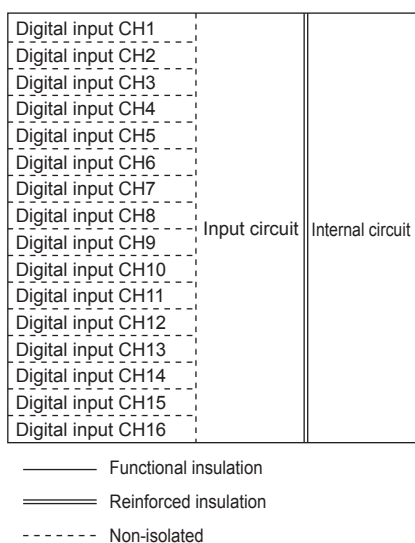 Digital input CH1
Digital input CH2
Digital input CH3
Digital input CH4
Digital input CH5
Digital input CH6
Digital input CH7
Digital input CH8
Digital input CH9
Digital input CH10
Digital input CH11
Digital input CH12
Digital input CH13
Digital input CH14
Digital input CH15
Digital input CH16
Input circuit
Internal circuit
Functional insulation
Reinforced insulation
Non-isolated